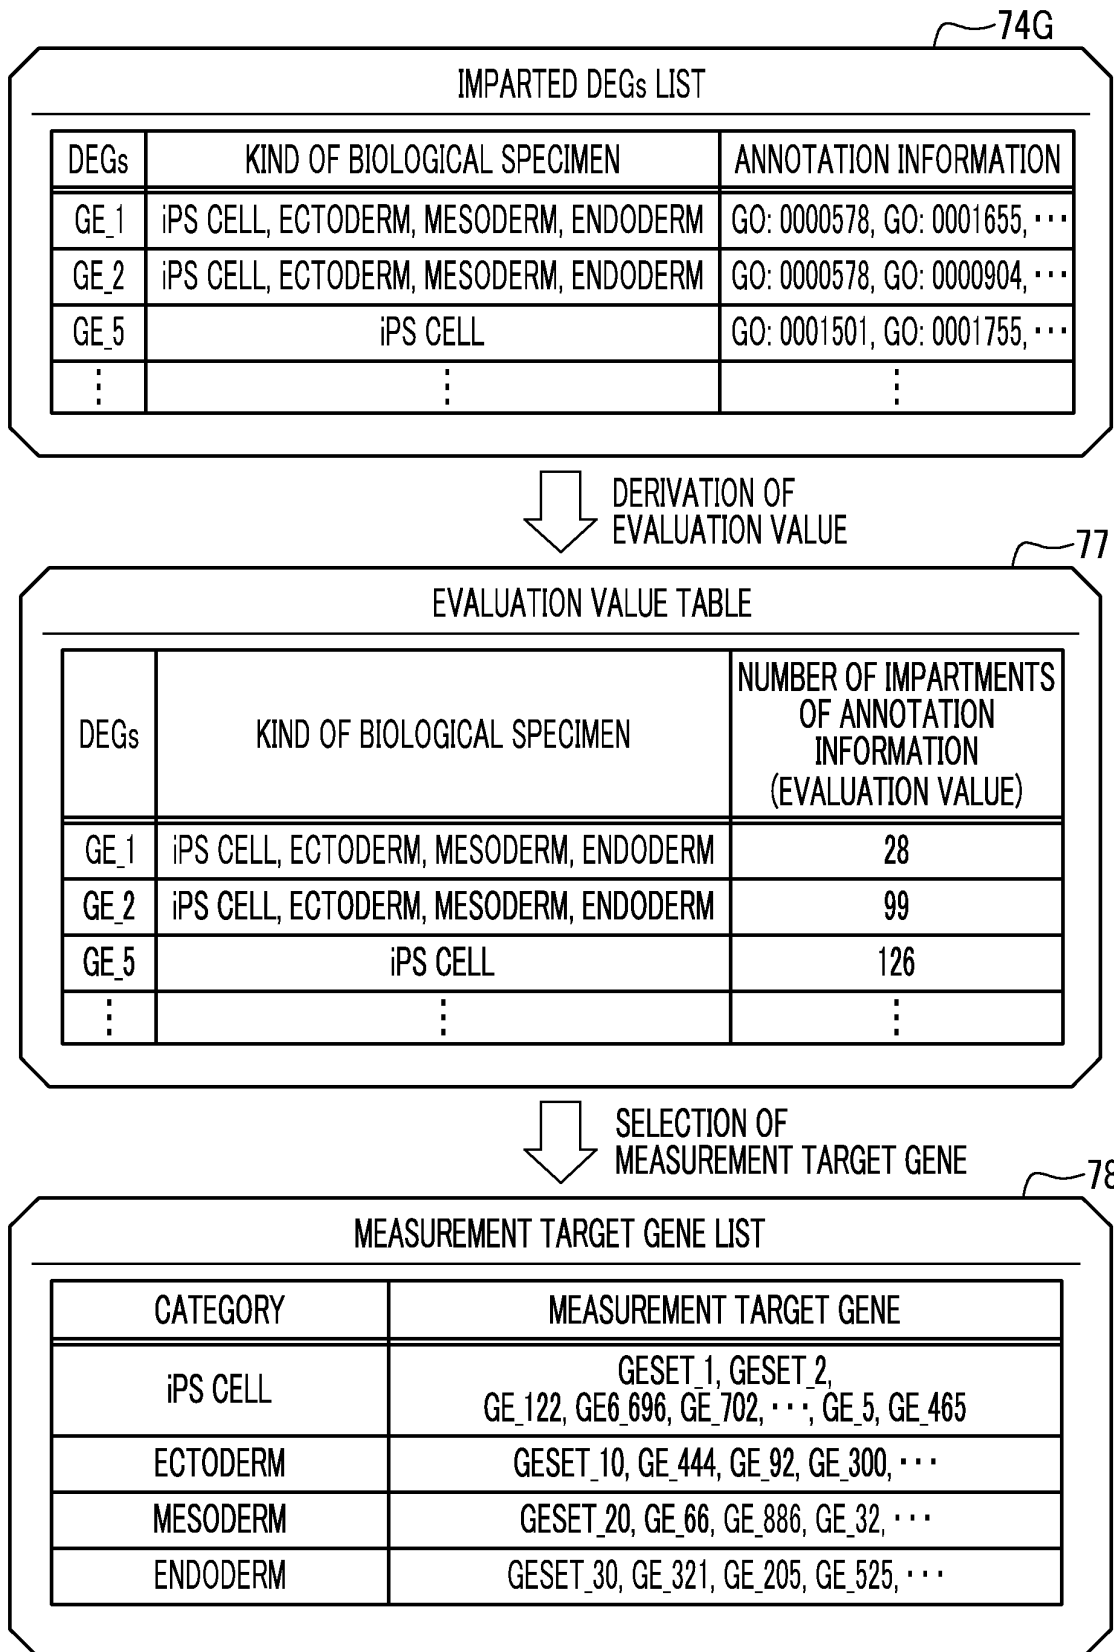 74G
IMPARTED DEGs LIST
DEGs KIND OF BIOLOGICAL SPECIMEN ANNOTATION INFORMATION
GE_1 iPS CELL, ECTODERM, MESODERM, ENDODERM GO: 0000578, GO: 0001655, ···
GE_2 iPS CELL, ECTODERM, MESODERM, ENDODERM GO: 0000578, GO: 0000904, ···
GE_5 iPS CELL GO: 0001501, GO: 0001755, ···
⋮ ⋮ ⋮
DERIVATION OF
EVALUATION VALUE
77
EVALUATION VALUE TABLE
DEGs KIND OF BIOLOGICAL SPECIMEN NUMBER OF IMPARTMENTS
OF ANNOTATION
INFORMATION
(EVALUATION VALUE)
GE_1 iPS CELL, ECTODERM, MESODERM, ENDODERM 28
GE_2 iPS CELL, ECTODERM, MESODERM, ENDODERM 99
GE_5 iPS CELL 126
⋮ ⋮ ⋮
SELECTION OF
MEASUREMENT TARGET GENE
78
MEASUREMENT TARGET GENE LIST
CATEGORY MEASUREMENT TARGET GENE
iPS CELL GESET_1, GESET_2,
GE_122, GE6_696, GE_702, ···, GE_5, GE_465
ECTODERM GESET_10, GE_444, GE_92, GE_300, ···
MESODERM GESET_20, GE_66, GE_886, GE_32, ···
ENDODERM GESET_30, GE_321, GE_205, GE_525, ···